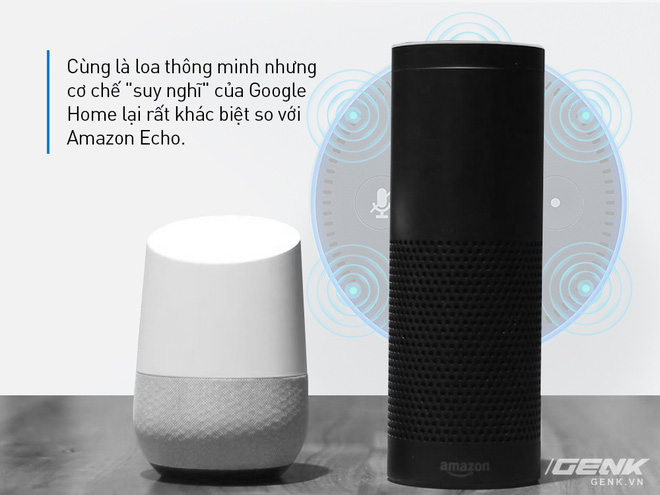 Cùng là loa thông minh nhưng
cơ chế "suy nghĩ" của Google
Home lại rất khác biệt so với
Amazon Echo.
amazon
GENK
GENK.VN